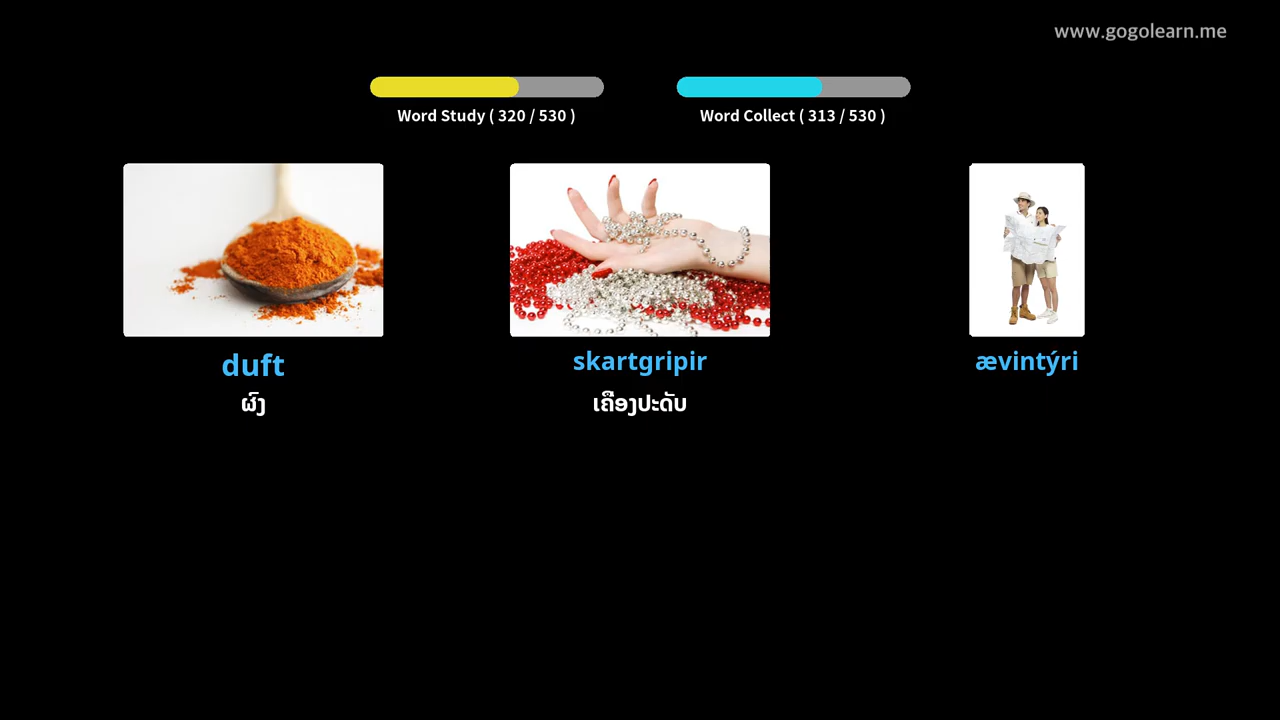 www.gogolearn.me
Word Study ( 320 / 530 )
Word Collect ( 313 / 530 )
duft
skartgripir
ævintýri
ຜົງ
ເຄື່ອງປະດັບ